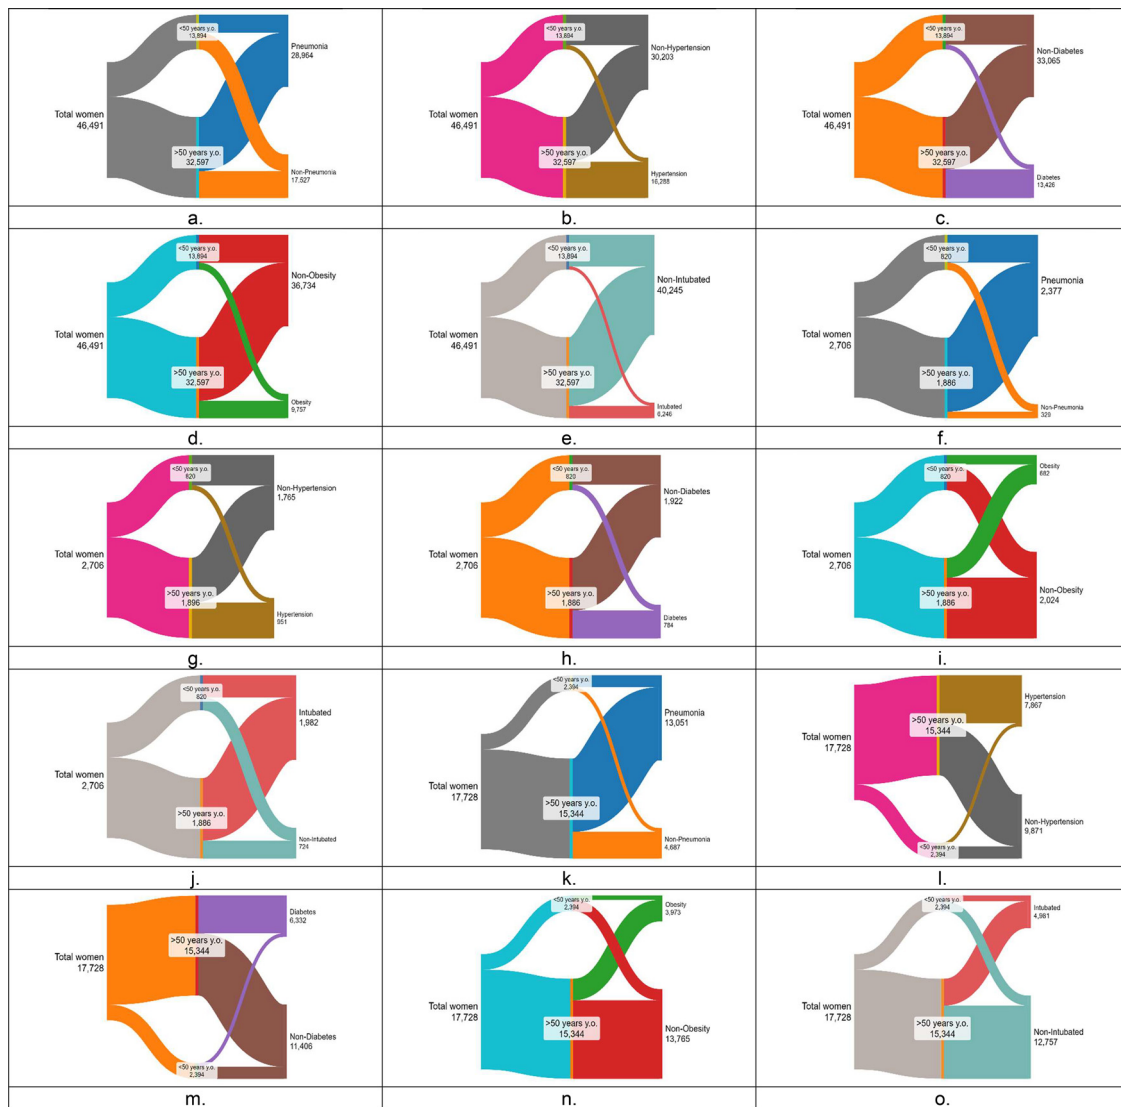 <50 years y.o.
13,894
Pneumonia
28,964
Total women
46,491
>50 years y.o.
32,597
Non-Pneumonia
17,527
a.
<50 years y.o.
13,894
Non-Hypertension
30,203
Total women
46,491
>50 years y.o.
32,597
Hypertension
16,288
b.
<50 years y.o.
13,894
Non-Diabetes
33,065
Total women
46,491
>50 years y.o.
32,597
Diabetes
13,426
c.
<50 years y.o.
13,894
Non-Obesity
36,734
Total women
46,491
>50 years y.o.
32,597
Obesity
9,757
d.
<50 years y.o.
13,894
Non-Intubated
40,245
Total women
46,491
>50 years y.o.
32,597
Intubated
6,246
e.
<50 years y.o.
820
Pneumonia
2,377
Total women
2,706
>50 years y.o.
1,886
Non-Pneumonia
329
f.
<50 years y.o.
820
Non-Hypertension
1,765
Total women
2,706
>50 years y.o.
1,896
Hypertension
951
g.
<50 years y.o.
820
Non-Diabetes
1,922
Total women
2,706
>50 years y.o.
1,886
Diabetes
784
h.
<50 years y.o.
820
Obesity
682
Total women
2,706
>50 years y.o.
1,886
Non-Obesity
2,024
i.
<50 years y.o.
820
Intubated
1,982
Total women
2,706
>50 years y.o.
1,886
Non-Intubated
724
j.
<50 years y.o.
2,394
Pneumonia
13,051
Total women
17,728
>50 years y.o.
15,344
Non-Pneumonia
4,687
k.
Hypertension
7,867
>50 years y.o.
15,344
Total women
17,728
Non-Hypertension
9,871
<50 years y.o.
2,394
l.
Diabetes
6,332
>50 years y.o.
15,344
Total women
17,728
Non-Diabetes
11,406
<50 years y.o.
2,394
m.
<50 years y.o.
2,394
Obesity
3,973
Total women
17,728
>50 years y.o.
15,344
Non-Obesity
13,765
n.
<50 years y.o.
2,394
Intubated
4,981
Total women
17,728
>50 years y.o.
15,344
Non-Intubated
12,757
o.